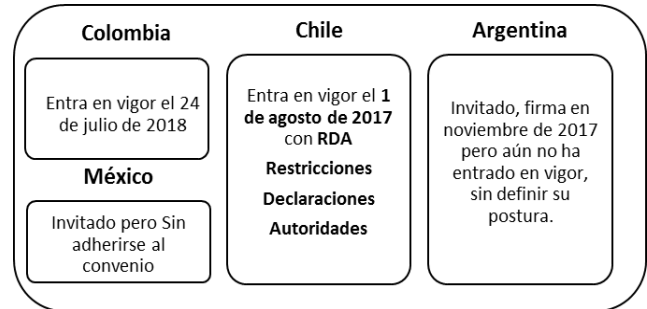 Colombia
Entra en vigor el 24
de julio de 2018
México
Invitado pero Sin
adherirse al
convenio
Chile
Entra en vigor el 1
de agosto de 2017
con RDA
Restricciones
Declaraciones
Autoridades
Argentina
Invitado, firma en
noviembre de 2017
pero aún no ha
entrado en vigor,
sin definir su
postura.